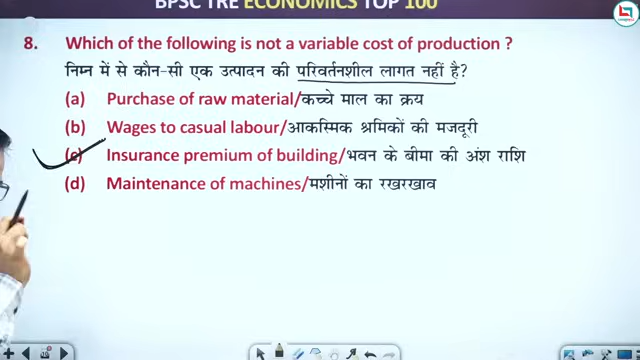 BPSC TRE ECONOMICS TOP 100
8. Which of the following is not a variable cost of production ?
निम्न में से कौन-सी एक उत्पादन की परिवर्तनशील लागत नहीं है?
(a) Purchase of raw material/कच्चे माल का क्रय
(b) Wages to casual labour/आकस्मिक श्रमिकों की मजदूरी
(c) Insurance premium of building/भवन के बीमा की अंश राशि
(d) Maintenance of machines/मशीनों का रखरखाव